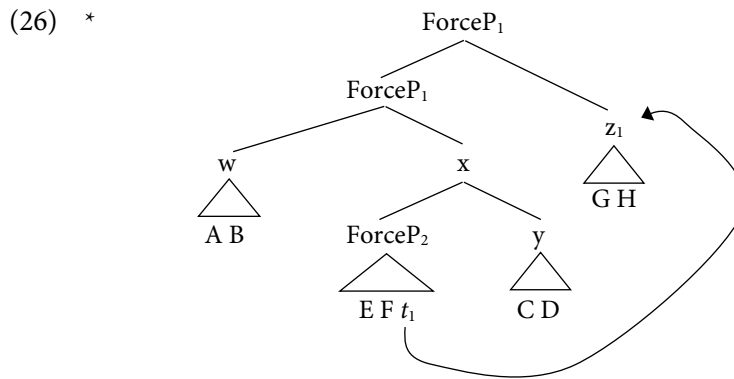 (26) * ForceP₁
ForceP₁
z₁
w x
G H
A B
ForceP₂ y
E F t₁ C D